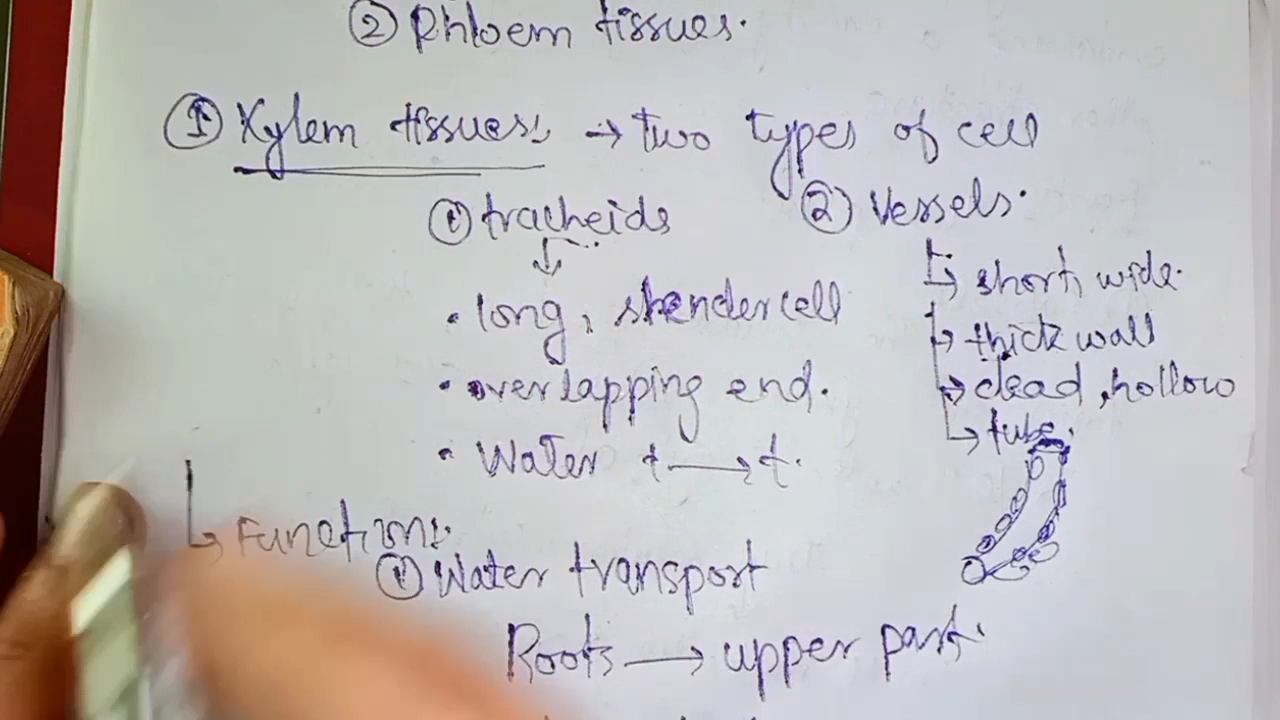 ② Phloem tissues.
① Xylem tissues: → two types of cell
① tracheids ② Vessels.
↓
• long, slender cell
• overlapping end.
• Water t → t.
↳ short, wide.
↳ thick wall
↳ dead, hollow
↳ tube.
↳ Function:
① Water transport
Roots → upper part.